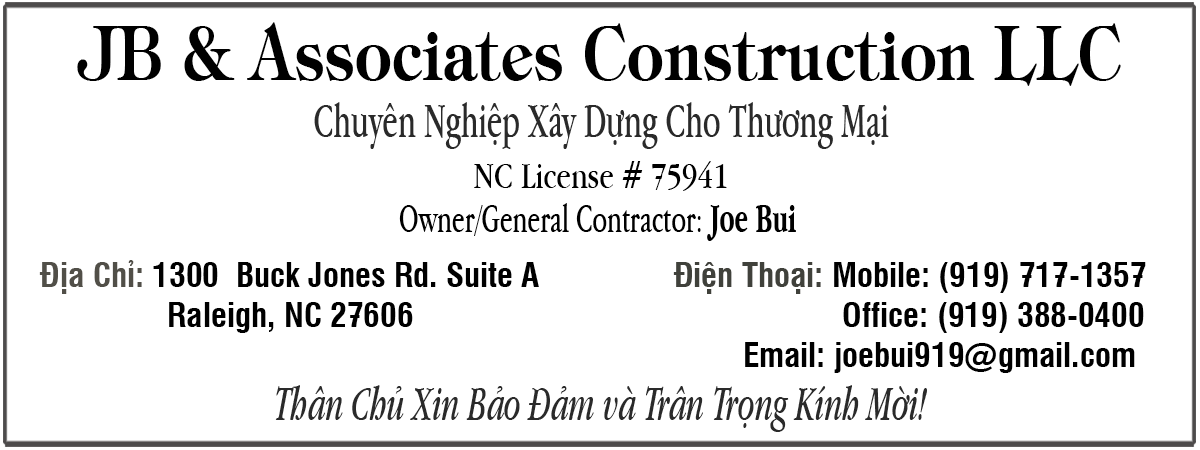 JB & Associates Construction LLC
Chuyên Nghiệp Xây Dựng Cho Thương Mại
NC License # 75941
Owner/General Contractor: Joe Bui
Địa Chỉ: 1300 Buck Jones Rd. Suite A
Raleigh, NC 27606
Điện Thoại: Mobile: (919) 717-1357
Office: (919) 388-0400
Email: joebui919@gmail.com
Thân Chủ Xin Bảo Đảm và Trân Trọng Kính Mời!